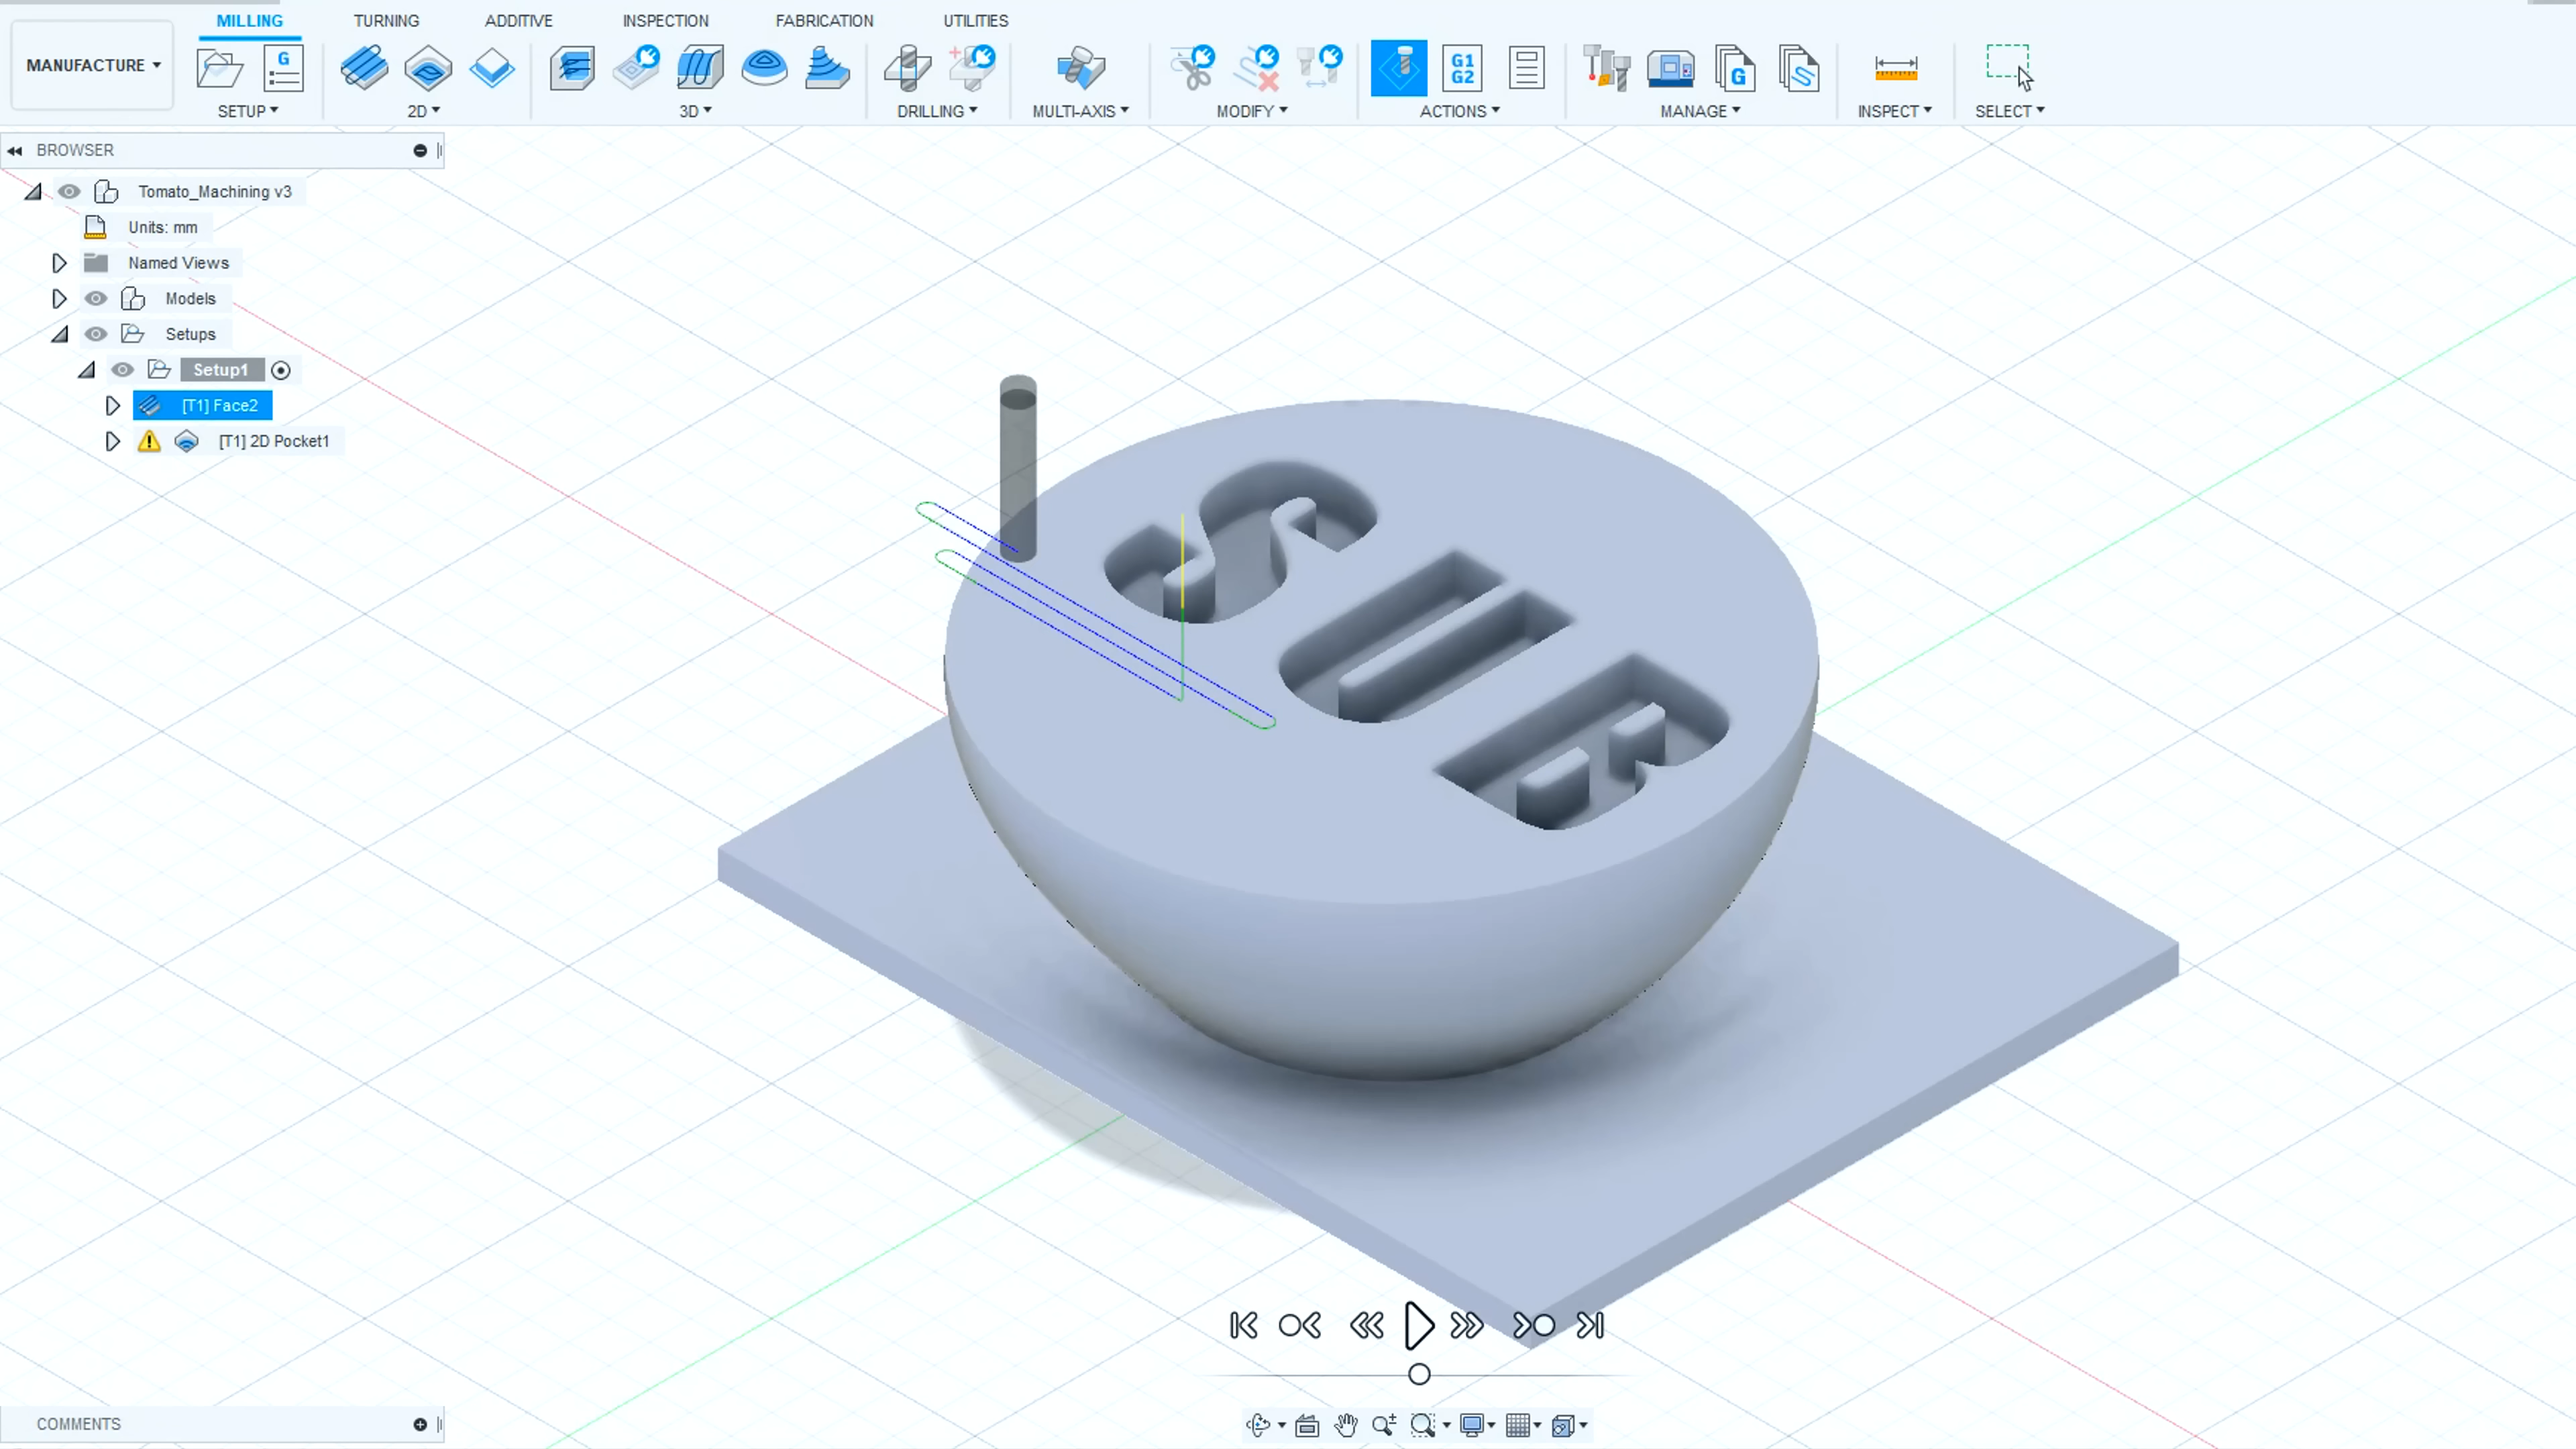 MILLING TURNING ADDITIVE INSPECTION FABRICATION UTILITIES
MANUFACTURE
G G1 G2 G
SETUP 2D 3D DRILLING MULTI-AXIS MODIFY ACTIONS MANAGE INSPECT SELECT
BROWSER
Tomato_Machining v3
Units: mm
Named Views
Models
Setups
Setup1
[T1] Face2
[T1] 2D Pocket1
SUB
COMMENTS